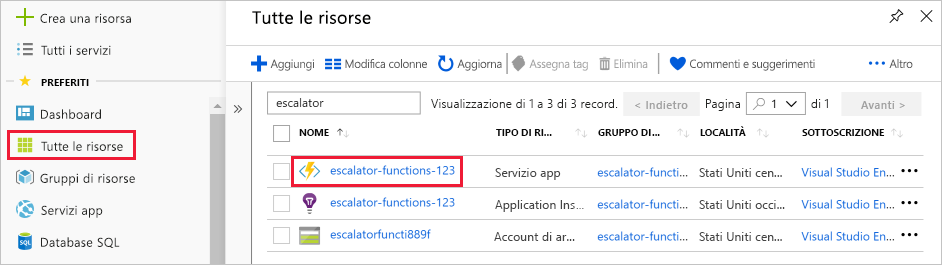 Crea una risorsa
Tutti i servizi
PREFERITI
Dashboard
Tutte le risorse
Gruppi di risorse
Servizi app
Database SQL
Tutte le risorse
Aggiungi Modifica colonne Aggiorna Assegna tag Elimina Commenti e suggerimenti Altro
escalator Visualizzazione di 1 a 3 di 3 record. < Indietro Pagina 1 di 1 Avanti >
NOME TIPO DI RI... GRUPPO DI... LOCALITÀ SOTTOSCRIZIONE
escalator-functions-123 Servizio app escalator-functi... Stati Uniti cen... Visual Studio En...
escalator-functions-123 Application Ins... escalator-functi... Stati Uniti occi... Visual Studio En...
escalatorfuncti889f Account di ar... escalator-functi... Stati Uniti cen... Visual Studio En...